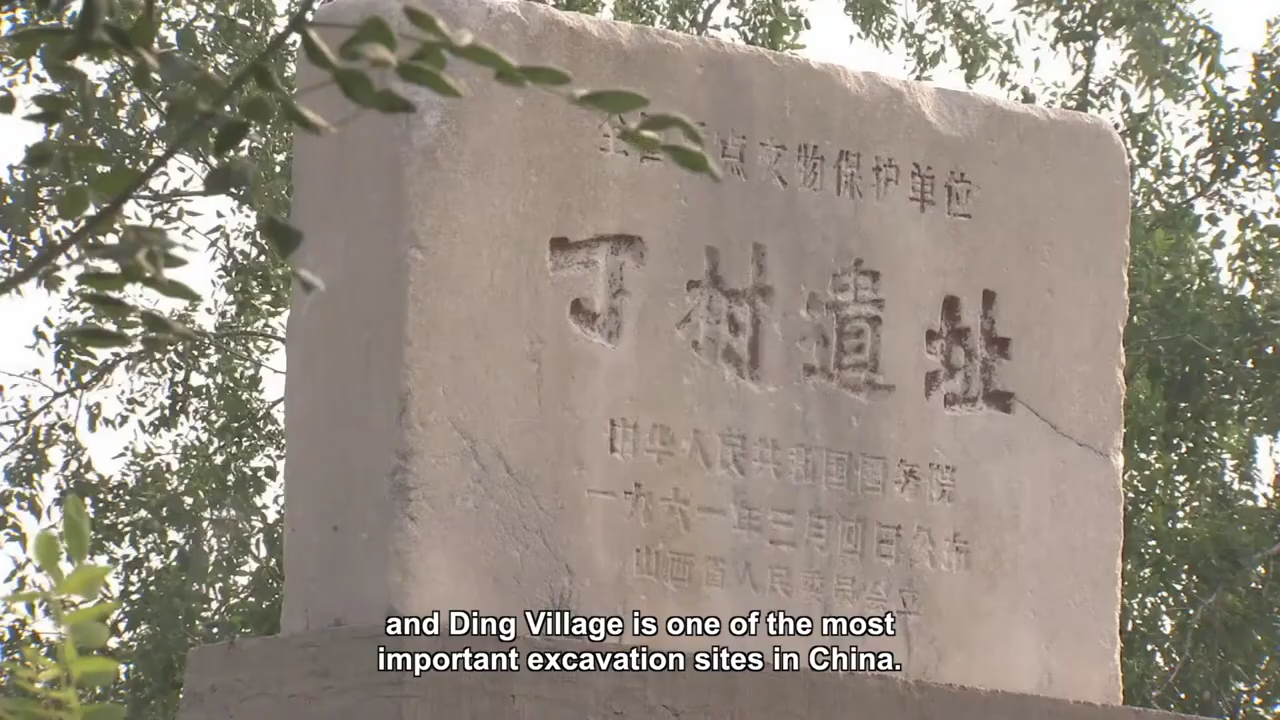 点文物保护单位
丁村遺址
中华人民共和国国务院
一九六一年三月四日公布
山西省人民委员会立
and Ding Village is one of the most
important excavation sites in China.